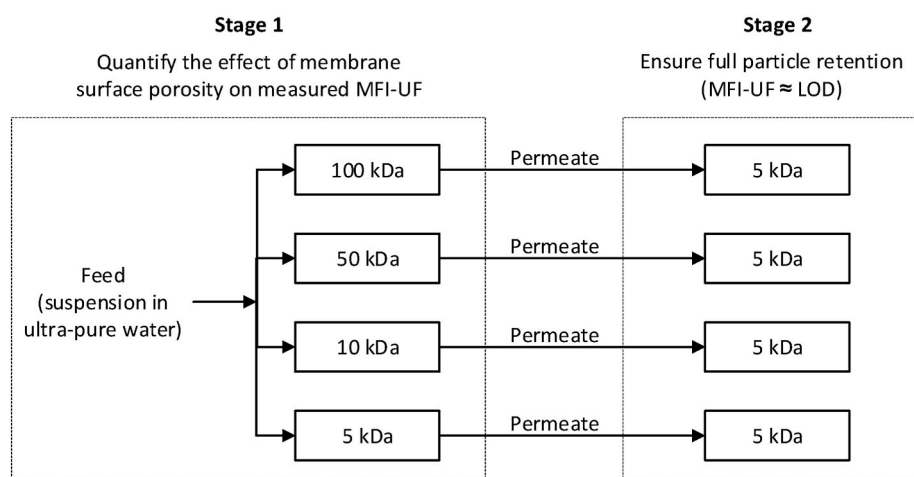 Stage 1
Quantify the effect of membrane
surface porosity on measured MFI-UF
Stage 2
Ensure full particle retention
(MFI-UF ≈ LOD)
Feed
(suspension in
ultra-pure water)
100 kDa
Permeate
5 kDa
50 kDa
Permeate
5 kDa
10 kDa
Permeate
5 kDa
5 kDa
Permeate
5 kDa